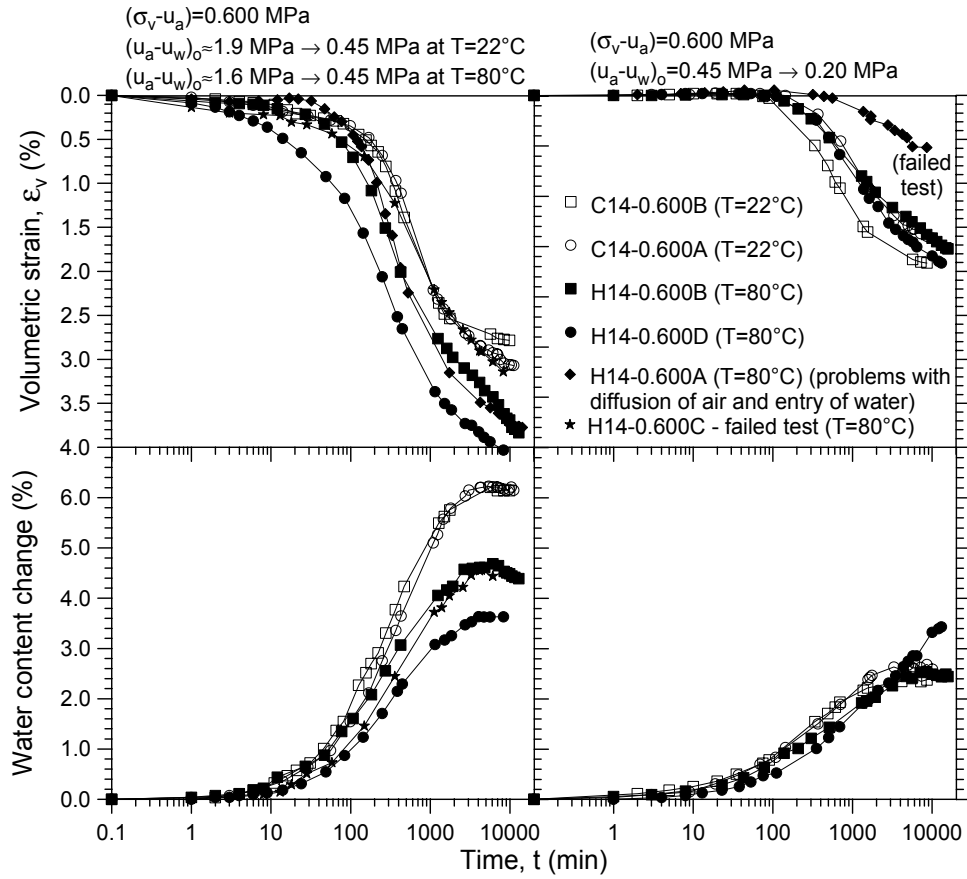 (σv-ua)=0.600 MPa
(ua-uw)o≈1.9 MPa → 0.45 MPa at T=22°C
(ua-uw)o≈1.6 MPa → 0.45 MPa at T=80°C
(σv-ua)=0.600 MPa
(ua-uw)o=0.45 MPa → 0.20 MPa
Volumetric strain, εv (%)
0.0
0.5
1.0
1.5
2.0
2.5
3.0
3.5
4.0
(failed
test)
C14-0.600B (T=22°C)
C14-0.600A (T=22°C)
H14-0.600B (T=80°C)
H14-0.600D (T=80°C)
H14-0.600A (T=80°C) (problems with
diffusion of air and entry of water)
H14-0.600C - failed test (T=80°C)
Water content change (%)
6.0
5.0
4.0
3.0
2.0
1.0
0.0
0.1 1 10 100 1000 10000
1 10 100 1000 10000
Time, t (min)